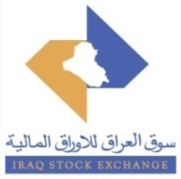 سوق العراق للاوراق المالية
IRAQ STOCK EXCHANGE